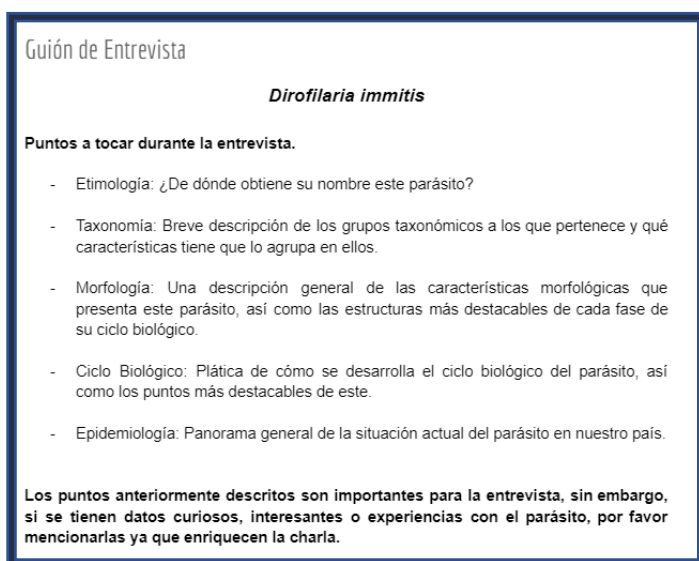 Guión de Entrevista
Dirofilaria immitis
Puntos a tocar durante la entrevista.
- Etimología: ¿De dónde obtiene su nombre este parásito?
- Taxonomía: Breve descripción de los grupos taxonómicos a los que pertenece y qué
características tiene que lo agrupa en ellos.
- Morfología: Una descripción general de las características morfológicas que
presenta este parásito, así como las estructuras más destacables de cada fase de
su ciclo biológico.
- Ciclo Biológico: Plática de cómo se desarrolla el ciclo biológico del parásito, así
como los puntos más destacables de este.
- Epidemiología: Panorama general de la situación actual del parásito en nuestro país.
Los puntos anteriormente descritos son importantes para la entrevista, sin embargo,
si se tienen datos curiosos, interesantes o experiencias con el parásito, por favor
mencionarlas ya que enriquecen la charla.